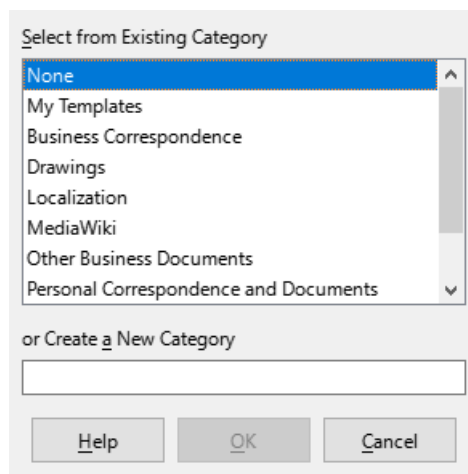 Select from Existing Category
None
My Templates
Business Correspondence
Drawings
Localization
MediaWiki
Other Business Documents
Personal Correspondence and Documents
or Create a New Category
Help OK Cancel